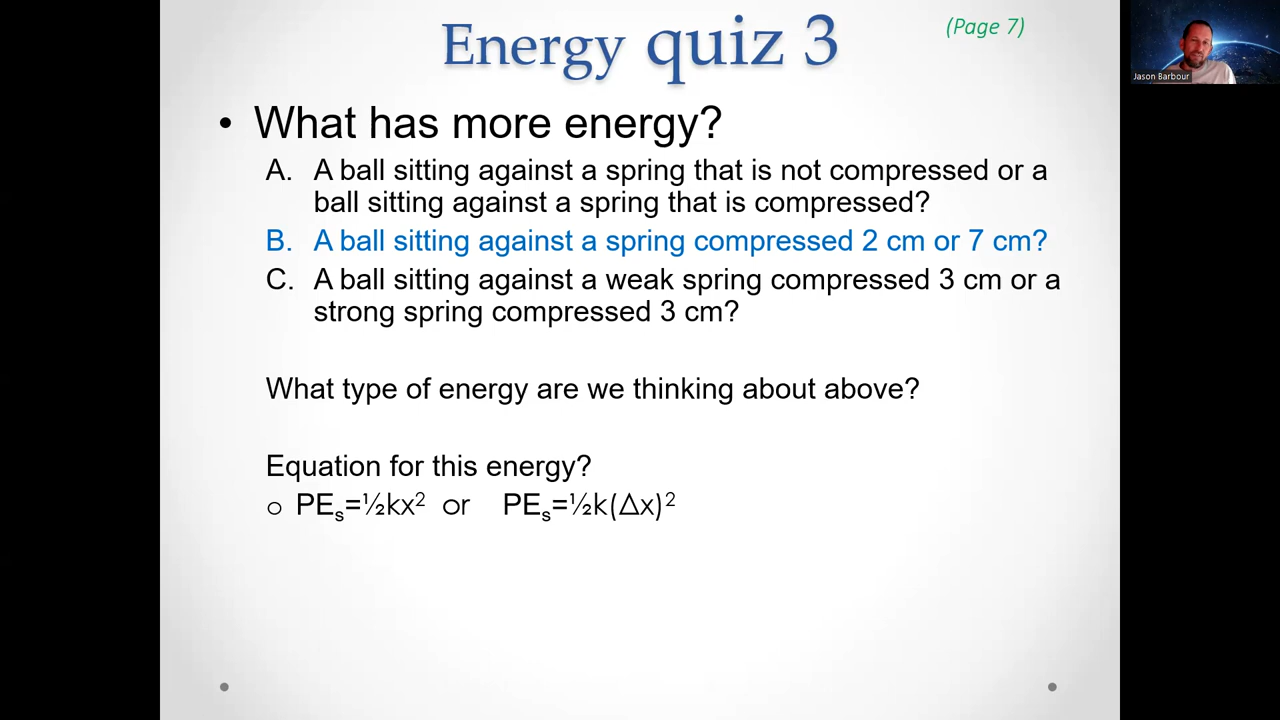 Energy quiz 3
(Page 7)
Jason Barbour
• What has more energy?
A. A ball sitting against a spring that is not compressed or a
ball sitting against a spring that is compressed?
B. A ball sitting against a spring compressed 2 cm or 7 cm?
C. A ball sitting against a weak spring compressed 3 cm or a
strong spring compressed 3 cm?
What type of energy are we thinking about above?
Equation for this energy?
o PEₛ=½kx² or PEₛ=½k(Δx)²